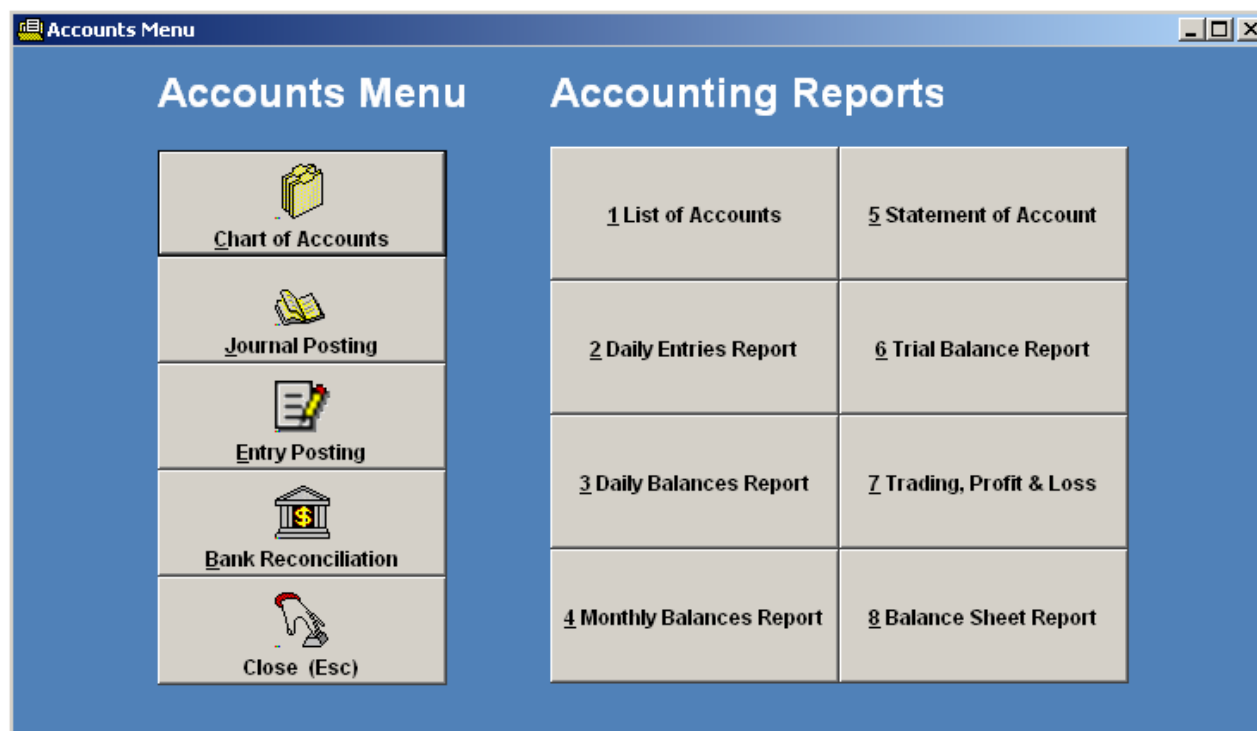 Accounts Menu
Accounts Menu
Chart of Accounts
Journal Posting
Entry Posting
Bank Reconciliation
Close (Esc)
Accounting Reports
1 List of Accounts
2 Daily Entries Report
3 Daily Balances Report
4 Monthly Balances Report
5 Statement of Account
6 Trial Balance Report
7 Trading, Profit & Loss
8 Balance Sheet Report